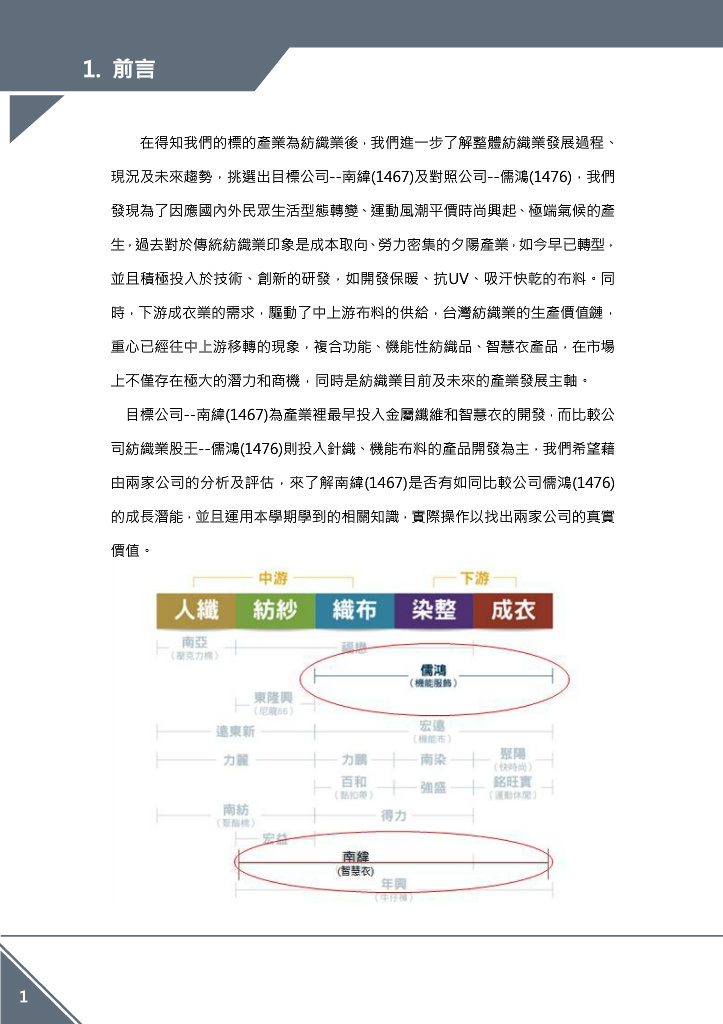 1. 前言
在得知我們的標的產業為紡織業後，我們進一步了解整體紡織業發展過程、
現況及未來趨勢，挑選出目標公司--南緯(1467)及對照公司--儒鴻(1476)，我們
發現為了因應國內外民眾生活型態轉變、運動風潮平價時尚興起、極端氣候的產
生，過去對於傳統紡織業印象是成本取向、勞力密集的夕陽產業，如今早已轉型，
並且積極投入於技術、創新的研發，如開發保暖、抗UV、吸汗快乾的布料。同
時，下游成衣業的需求，驅動了中上游布料的供給，台灣紡織業的生產價值鏈，
重心已經往中上游移轉的現象，複合功能、機能性紡織品、智慧衣產品，在市場
上不僅存在極大的潛力和商機，同時是紡織業目前及未來的產業發展主軸。
目標公司--南緯(1467)為產業裡最早投入金屬纖維和智慧衣的開發，而比較公
司紡織業股王--儒鴻(1476)則投入針織、機能布料的產品開發為主，我們希望藉
由兩家公司的分析及評估，來了解南緯(1467)是否有如同比較公司儒鴻(1476)
的成長潛能，並且運用本學期學到的相關知識，實際操作以找出兩家公司的真實
價值。
中游 下游
人纖 紡紗 織布 染整 成衣
南亞 福懋
（壓克力棉）
儒鴻
（機能服飾）
東隆興
（尼龍66）
遠東新 宏遠
（機能布）
力麗 力鵬 南染 聚陽
（快時尚）
百和 強盛 銘旺實
（黏扣帶） （運動休閒）
南紡 得力
（聚酯棉）
宏益
南緯
(智慧衣)
年興
（牛仔褲）
1